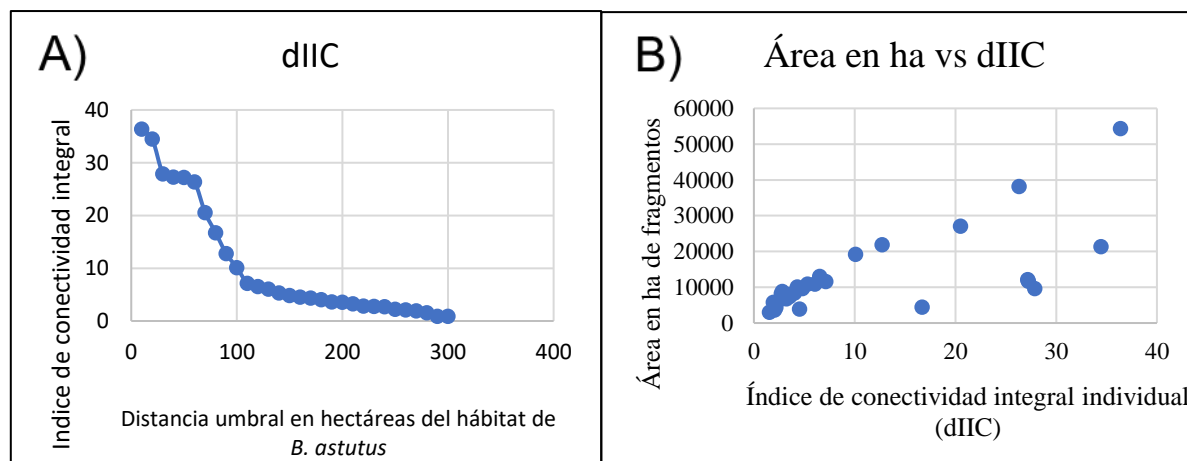 A)
dIIC
Indice de conectividad integral
40
30
20
10
0
0 100 200 300 400
Distancia umbral en hectáreas del hábitat de
B. astutus
B)
Área en ha vs dIIC
Área en ha de fragmentos
60000
50000
40000
30000
20000
10000
0
0 10 20 30 40
Índice de conectividad integral individual
(dIIC)